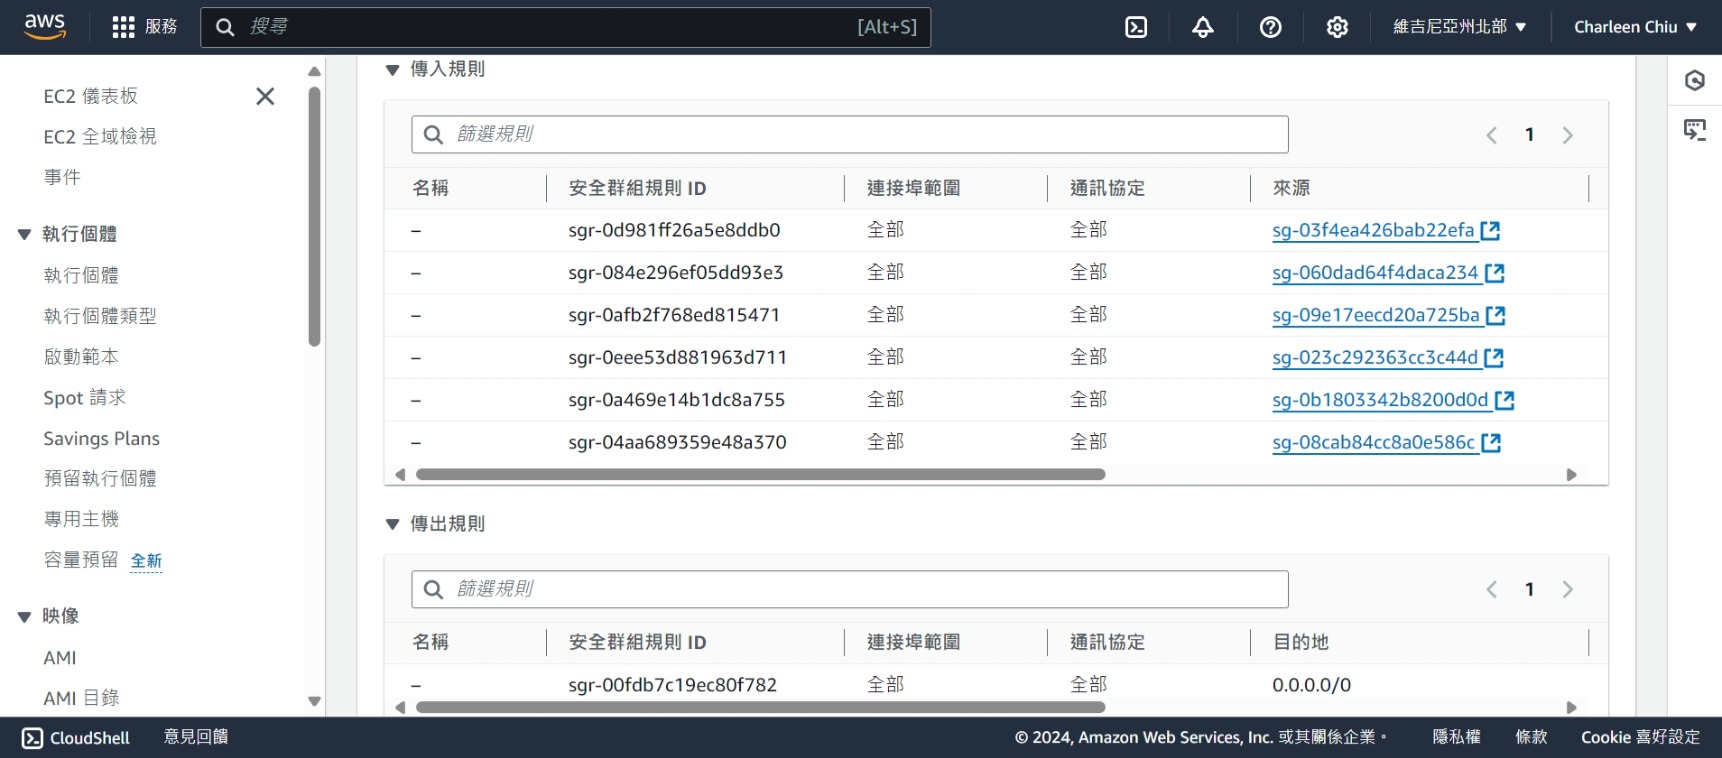 aws
服務
搜尋
[Alt+S]
維吉尼亞州北部
Charleen Chiu
EC2 儀表板
EC2 全域檢視
事件
執行個體
執行個體
執行個體類型
啟動範本
Spot 請求
Savings Plans
預留執行個體
專用主機
容量預留 全新
映像
AMI
AMI 目錄
傳入規則
篩選規則
1
名稱 安全群組規則 ID 連接埠範圍 通訊協定 來源
– sgr-0d981ff26a5e8ddb0 全部 全部 sg-03f4ea426bab22efa
– sgr-084e296ef05dd93e3 全部 全部 sg-060dad64f4daca234
– sgr-0afb2f768ed815471 全部 全部 sg-09e17eecd20a725ba
– sgr-0eee53d881963d711 全部 全部 sg-023c292363cc3c44d
– sgr-0a469e14b1dc8a755 全部 全部 sg-0b1803342b8200d0d
– sgr-04aa689359e48a370 全部 全部 sg-08cab84cc8a0e586c
傳出規則
篩選規則
1
名稱 安全群組規則 ID 連接埠範圍 通訊協定 目的地
– sgr-00fdb7c19ec80f782 全部 全部 0.0.0.0/0
CloudShell 意見回饋 © 2024, Amazon Web Services, Inc. 或其關係企業。 隱私權 條款 Cookie 喜好設定